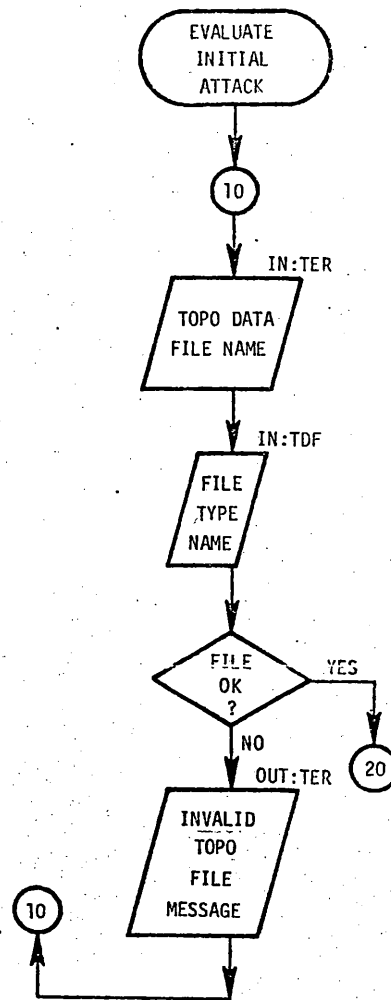 EVALUATE
INITIAL
ATTACK
10
IN:TER
TOPO DATA
FILE NAME
IN:TDF
FILE
TYPE
NAME
FILE
OK
?
YES
20
NO
OUT:TER
INVALID
TOPO
FILE
MESSAGE
10